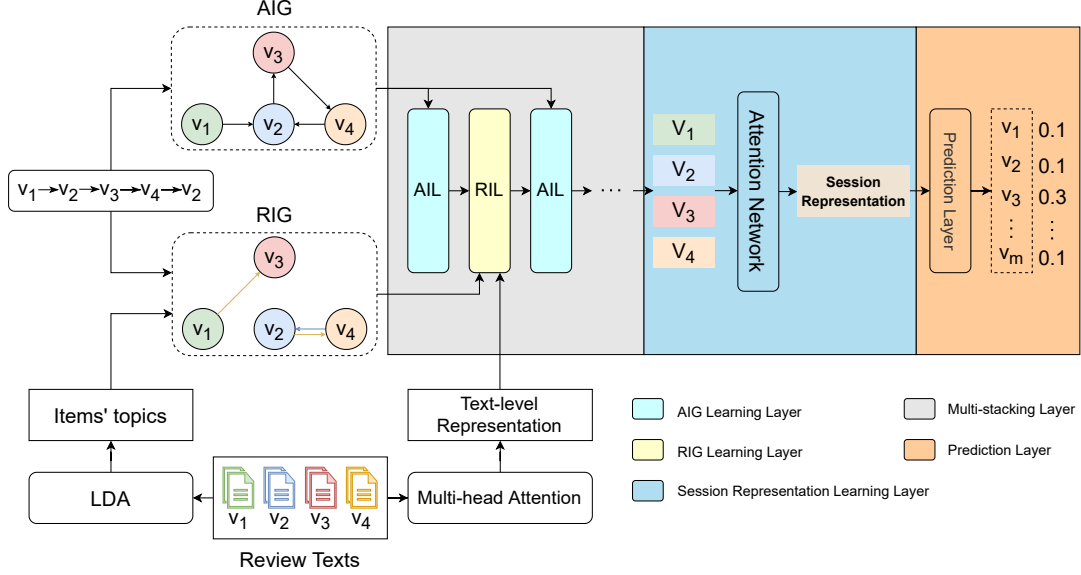 AIG
v3
v1
v2
v4
v1→v2→v3→v4→v2
RIG
v3
v1
v2
v4
AIL
RIL
AIL
...
V1
V2
V3
V4
Attention Network
Session
Representation
Prediction Layer
v1 0.1
v2 0.1
v3 0.3
⋮ ⋮
vm 0.1
Items' topics
Text-level
Representation
LDA
v1
v2
v3
v4
Multi-head Attention
Review Texts
AIG Learning Layer
RIG Learning Layer
Session Representation Learning Layer
Multi-stacking Layer
Prediction Layer